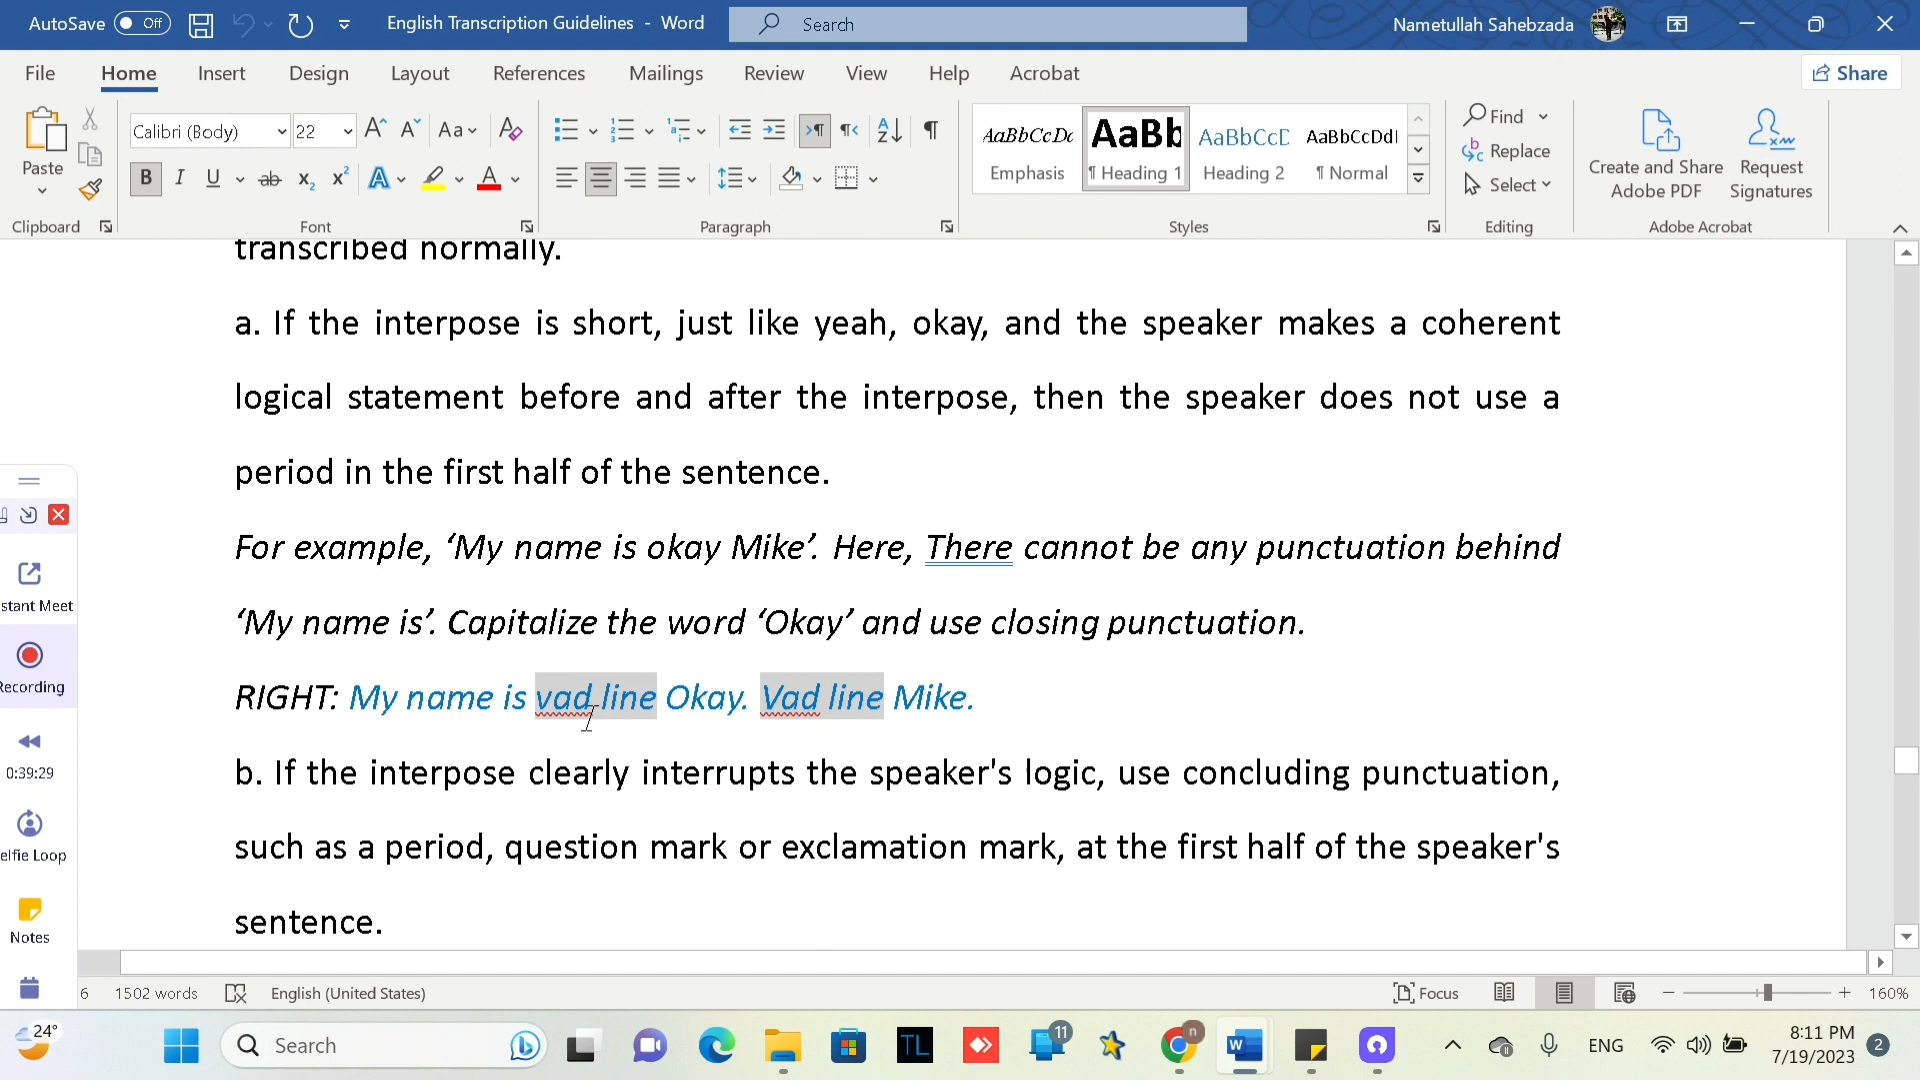 AutoSave Off English Transcription Guidelines - Word Search Nametullah Sahebzada
File Home Insert Design Layout References Mailings Review View Help Acrobat Share
Calibri (Body) 22 Aa
AaBbCcDc AaBb AaBbCcD AaBbCcDdI
Find
Replace
Select
Paste
Emphasis ¶ Heading 1 Heading 2 ¶ Normal
Create and Share Adobe PDF
Request Signatures
Clipboard Font Paragraph Styles Editing Adobe Acrobat
transcribed normally.
a. If the interpose is short, just like yeah, okay, and the speaker makes a coherent
logical statement before and after the interpose, then the speaker does not use a
period in the first half of the sentence.
For example, ‘My name is okay Mike’. Here, There cannot be any punctuation behind
‘My name is’. Capitalize the word ‘Okay’ and use closing punctuation.
RIGHT: My name is vad line Okay. Vad line Mike.
b. If the interpose clearly interrupts the speaker's logic, use concluding punctuation,
such as a period, question mark or exclamation mark, at the first half of the speaker's
sentence.
stant Meet
Recording
0:39:29
elfie Loop
Notes
6 1502 words English (United States) Focus 160%
24° Search TL 11 n W ENG 8:11 PM 2
7/19/2023